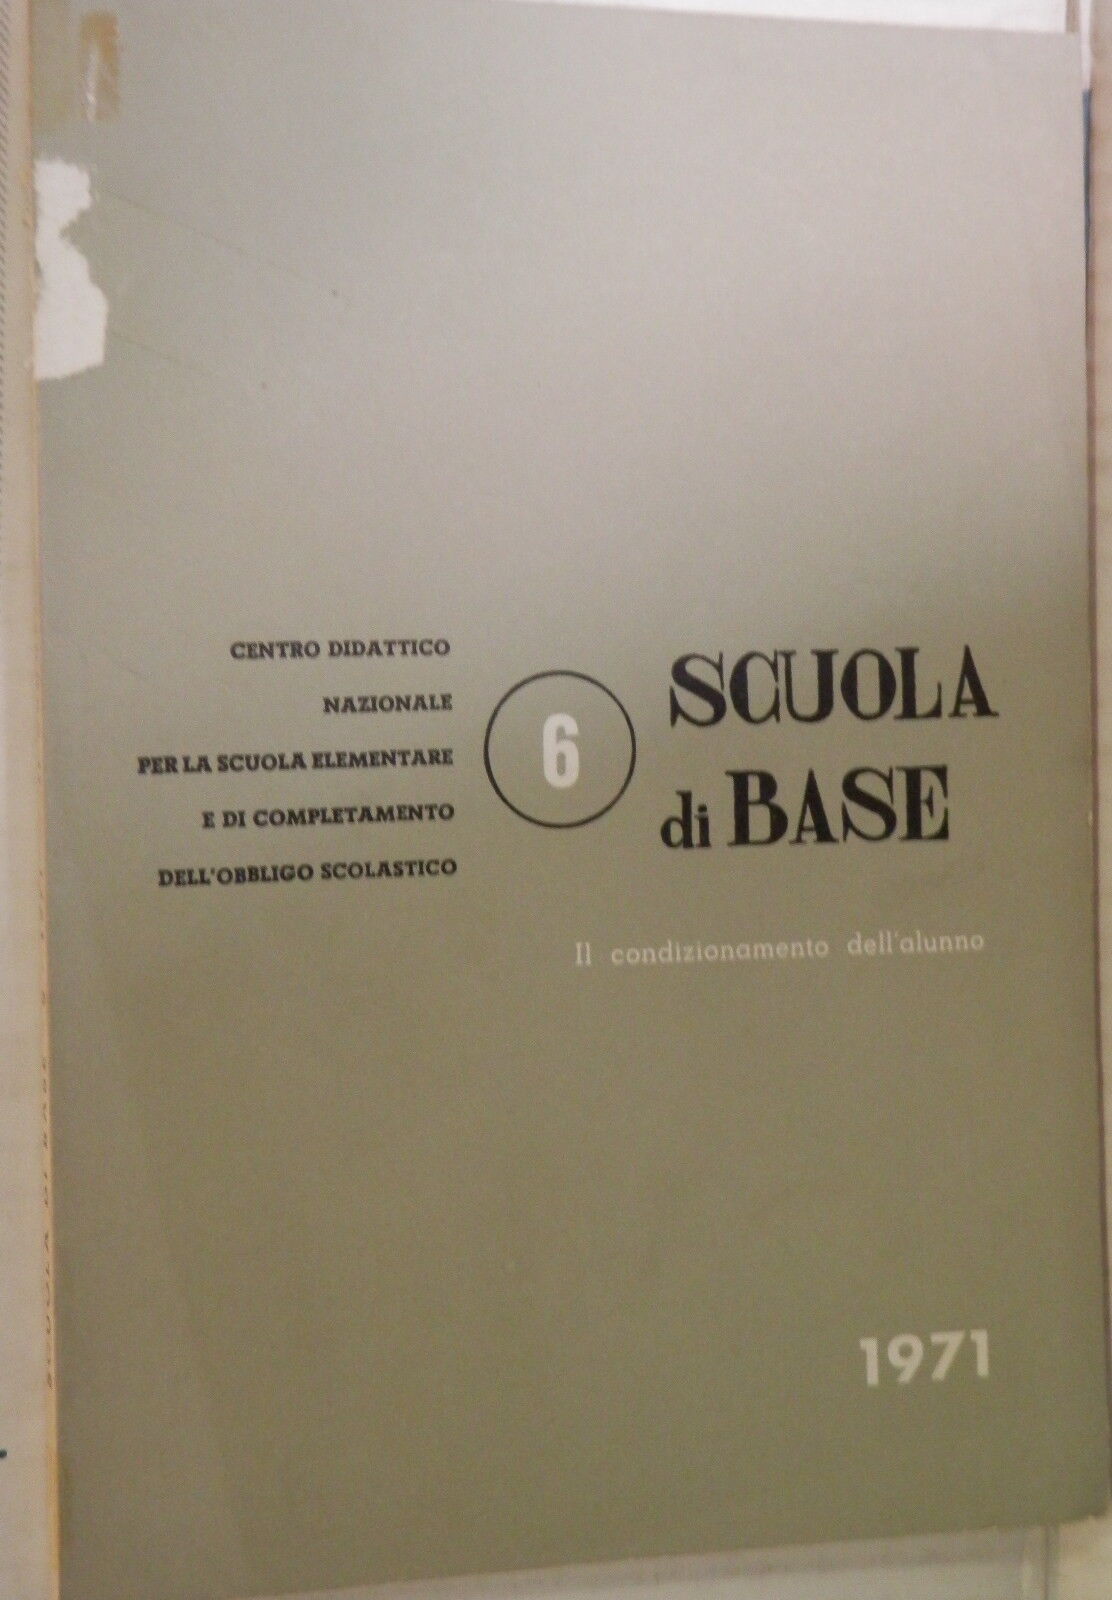 CENTRO DIDATTICO
NAZIONALE
PER LA SCUOLA ELEMENTARE
E DI COMPLETAMENTO
DELL'OBBLIGO SCOLASTICO
6
SCUOLA
di BASE
Il condizionamento dell'alunno
1971